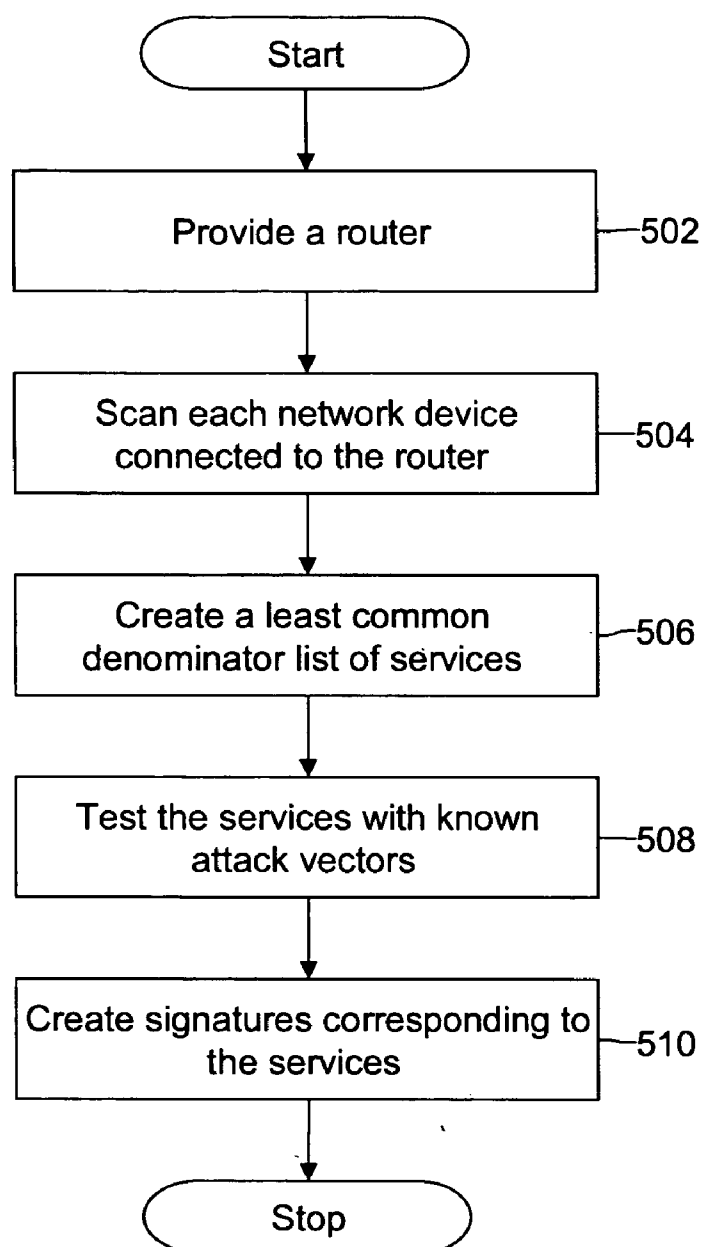 Start
Provide a router
502
Scan each network device
connected to the router
504
Create a least common
denominator list of services
506
Test the services with known
attack vectors
508
Create signatures corresponding to
the services
510
Stop